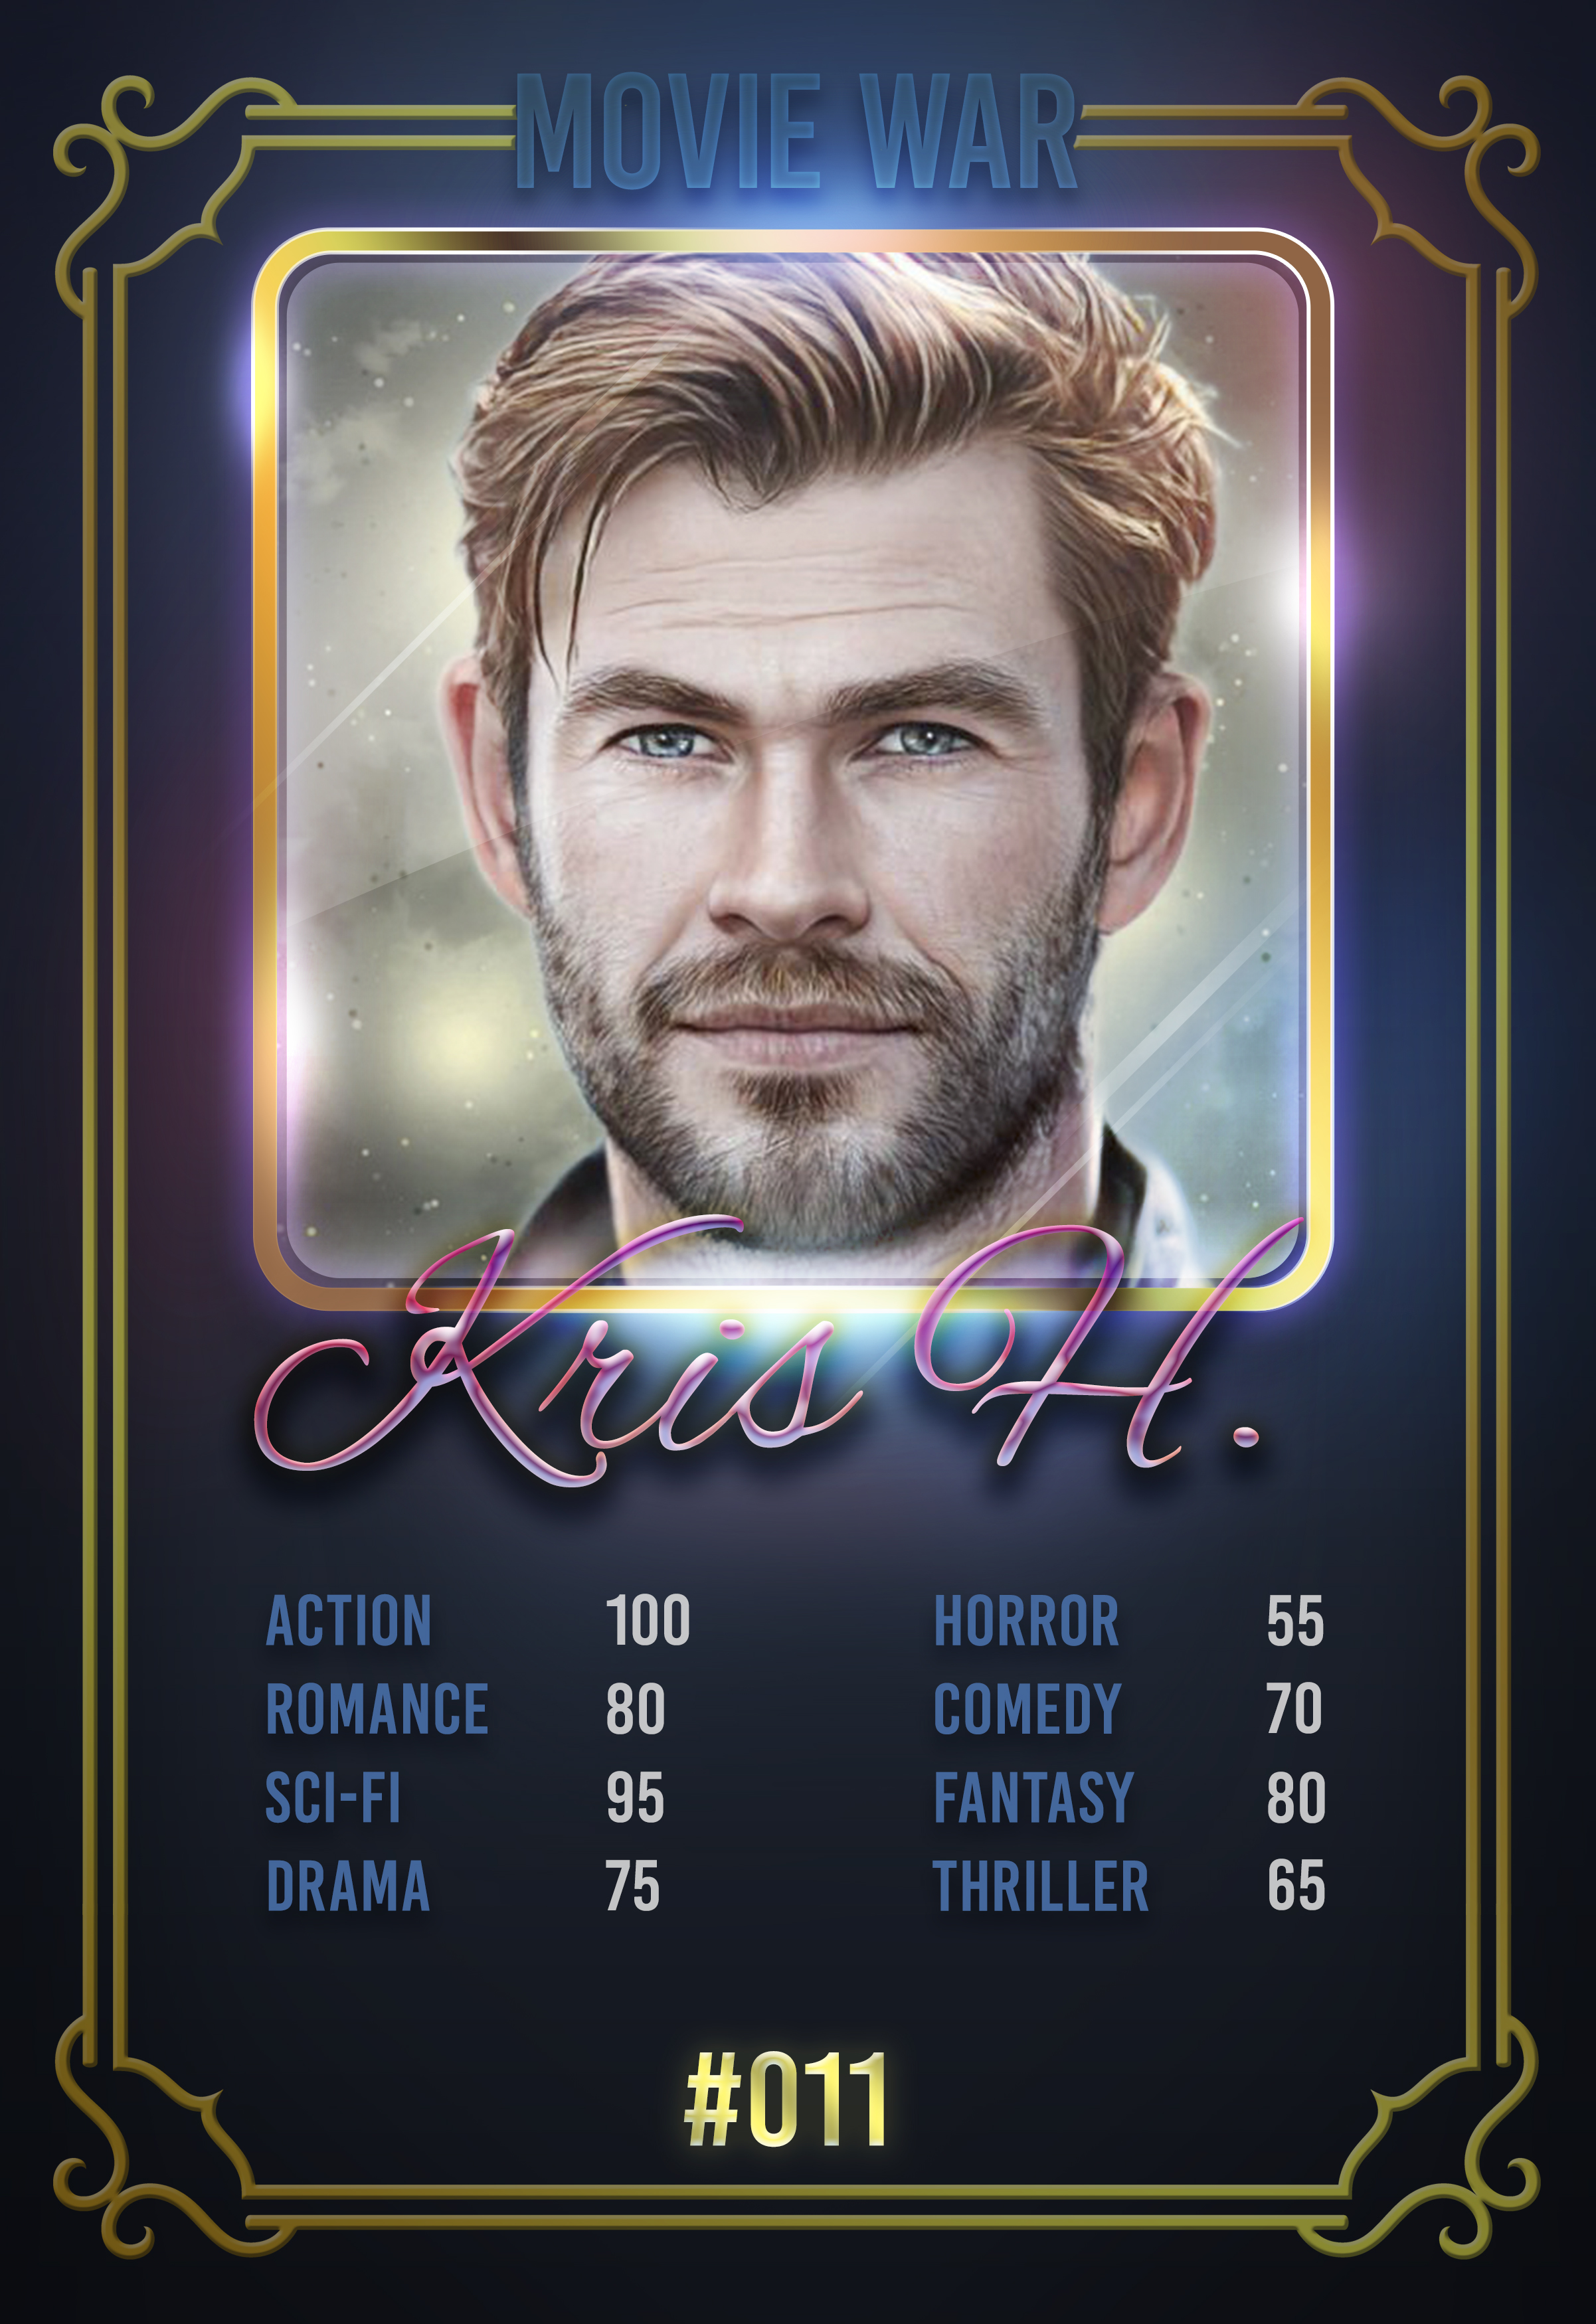 MOVIE WAR
Kris H.
ACTION 100 HORROR 55
ROMANCE 80 COMEDY 70
SCI-FI 95 FANTASY 80
DRAMA 75 THRILLER 65
#011